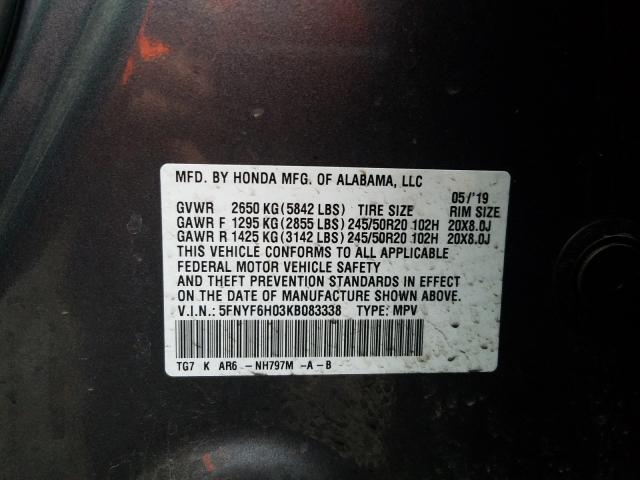 MFD. BY HONDA MFG. OF ALABAMA, LLC
05/'19
GVWR 2650 KG(5842 LBS) TIRE SIZE RIM SIZE
GAWR F 1295 KG(2855 LBS) 245/50R20 102H 20X8.0J
GAWR R 1425 KG(3142 LBS) 245/50R20 102H 20X8.0J
THIS VEHICLE CONFORMS TO ALL APPLICABLE
FEDERAL MOTOR VEHICLE SAFETY
AND THEFT PREVENTION STANDARDS IN EFFECT
ON THE DATE OF MANUFACTURE SHOWN ABOVE.
V.I.N.: 5FNYF6H03KB083338 TYPE: MPV
TG7 K AR6 -NH797M -A-B